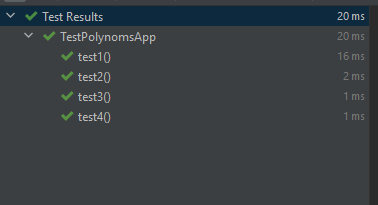 Test Results 20 ms
TestPolynomsApp 20 ms
test1() 16 ms
test2() 2 ms
test3() 1 ms
test4() 1 ms